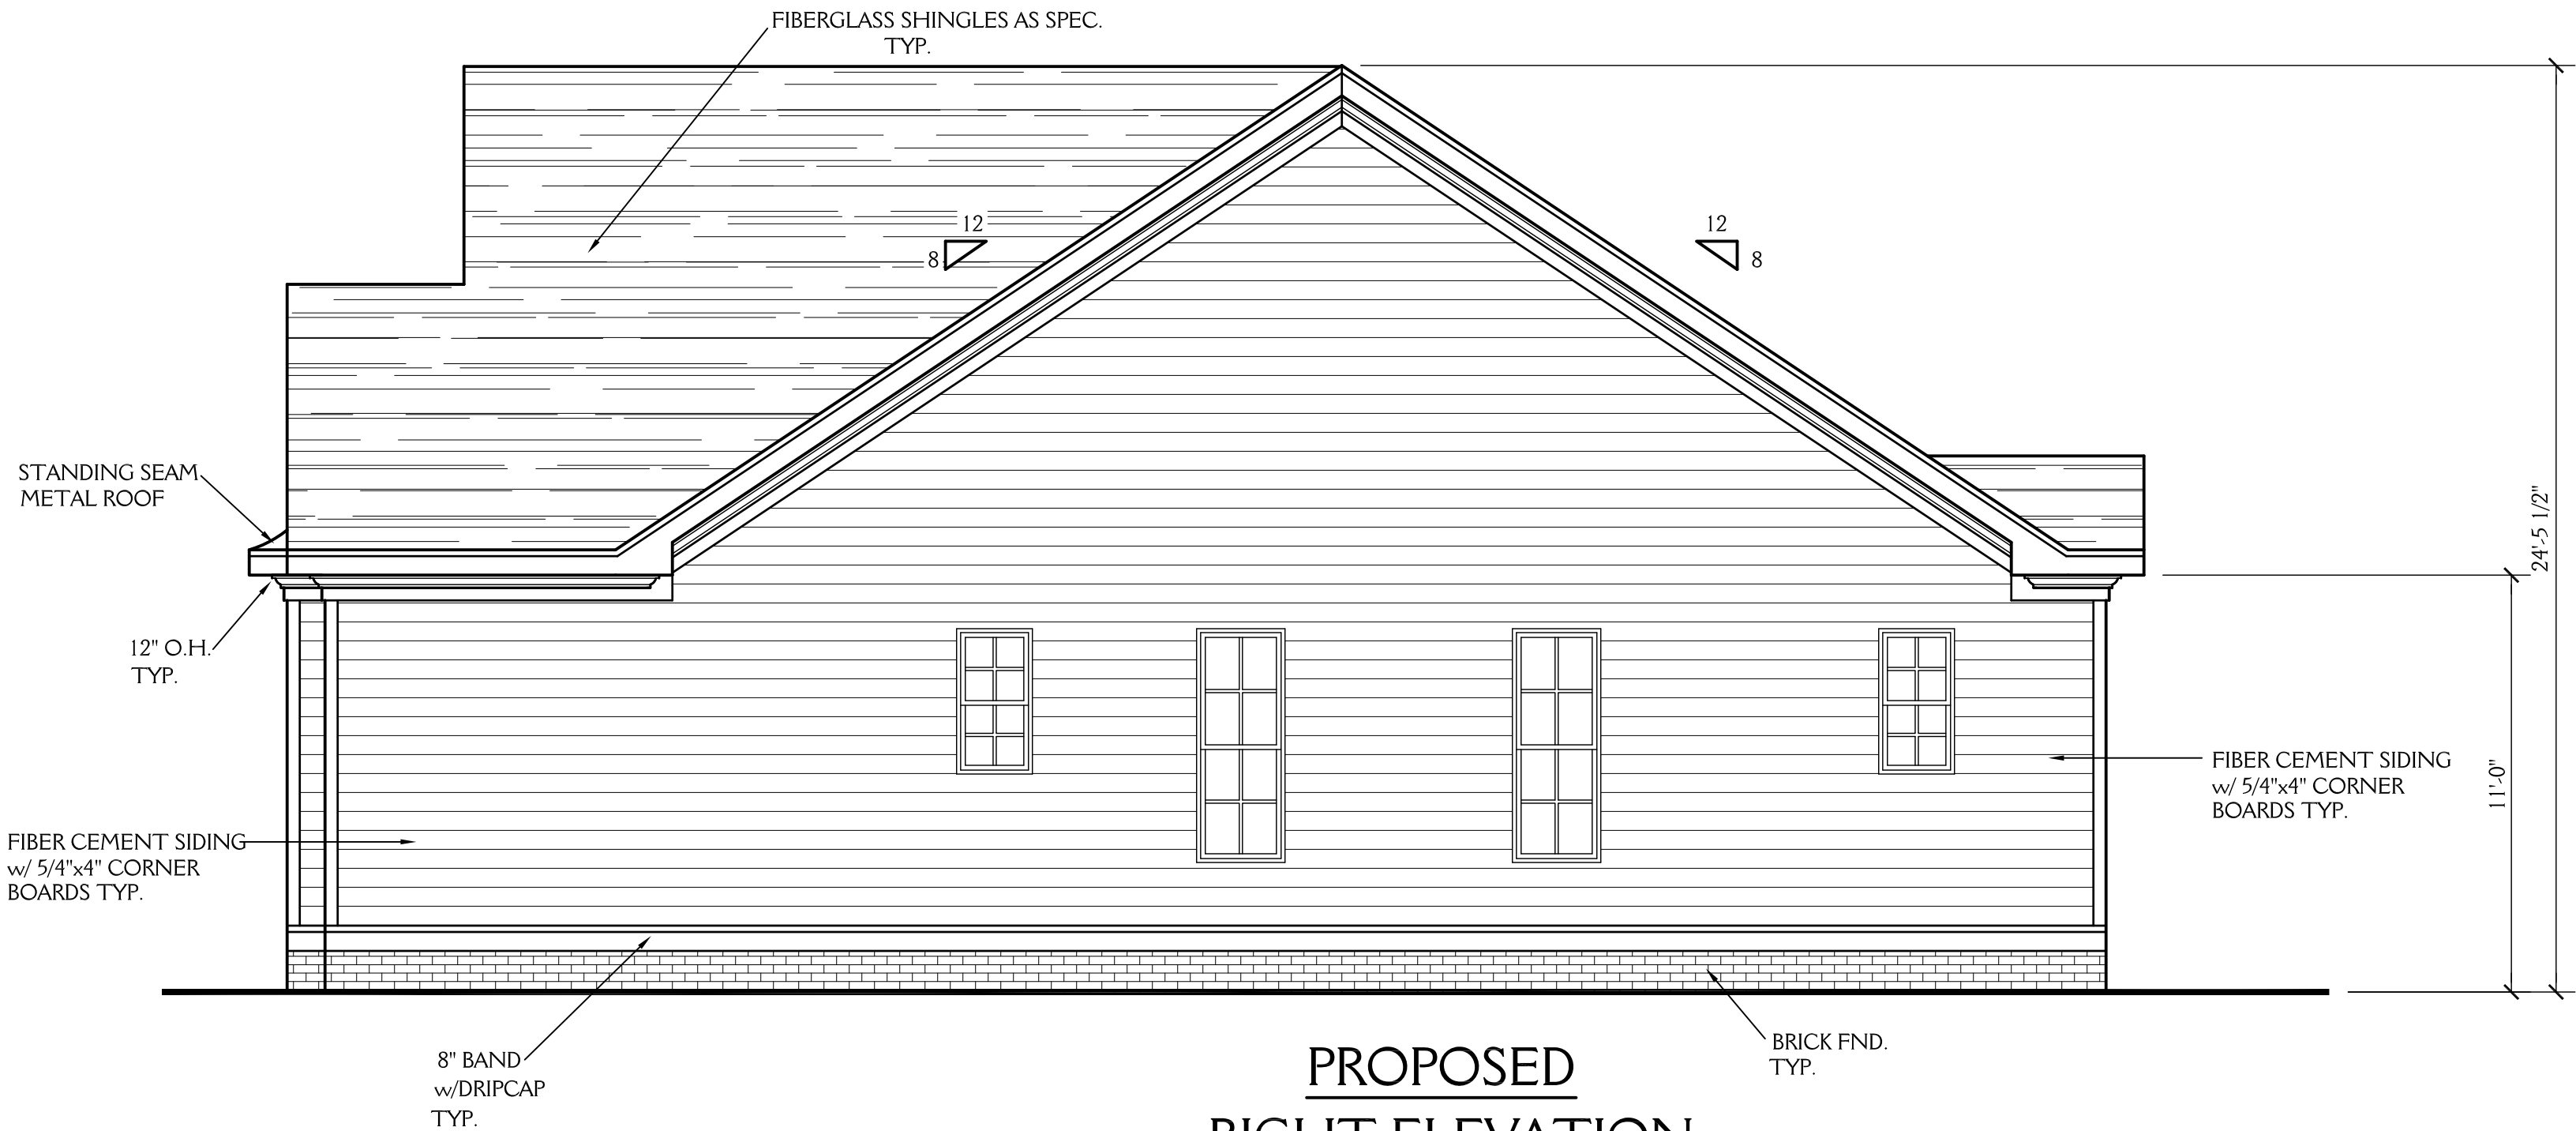 FIBERGLASS SHINGLES AS SPEC.
TYP.
12
8
12
8
STANDING SEAM
METAL ROOF
24'-5 1/2"
12" O.H.
TYP.
FIBER CEMENT SIDING
w/ 5/4"x4" CORNER
BOARDS TYP.
11'-0"
FIBER CEMENT SIDING
w/ 5/4"x4" CORNER
BOARDS TYP.
8" BAND
w/DRIPCAP
TYP.
BRICK FND.
TYP.
PROPOSED
RIGHT ELEVATION